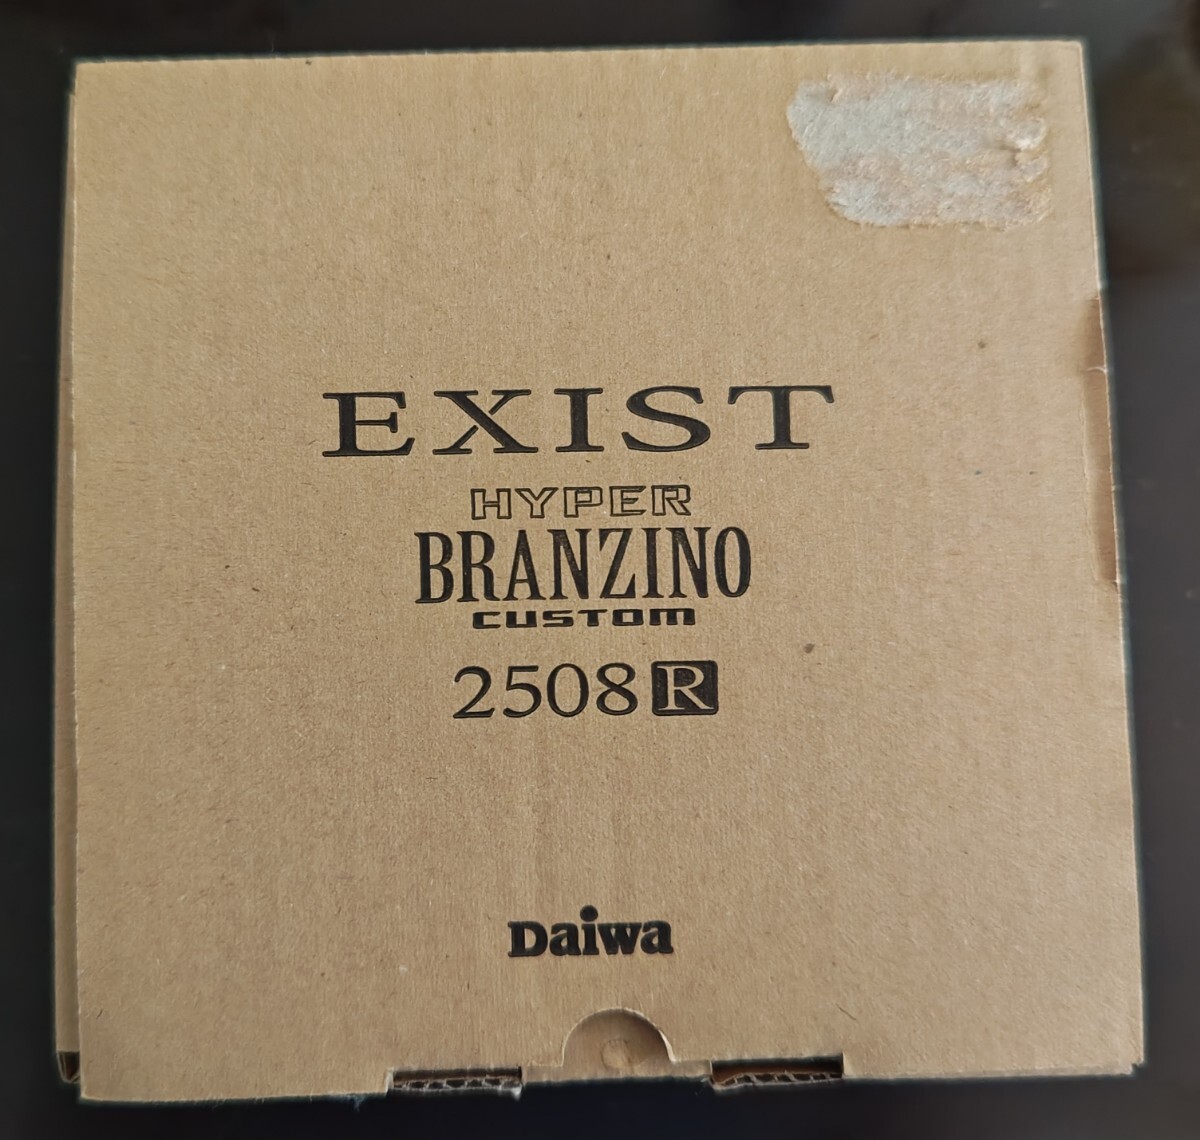 EXIST
HYPER
BRANZINO
CUSTOM
2508R
Daiwa